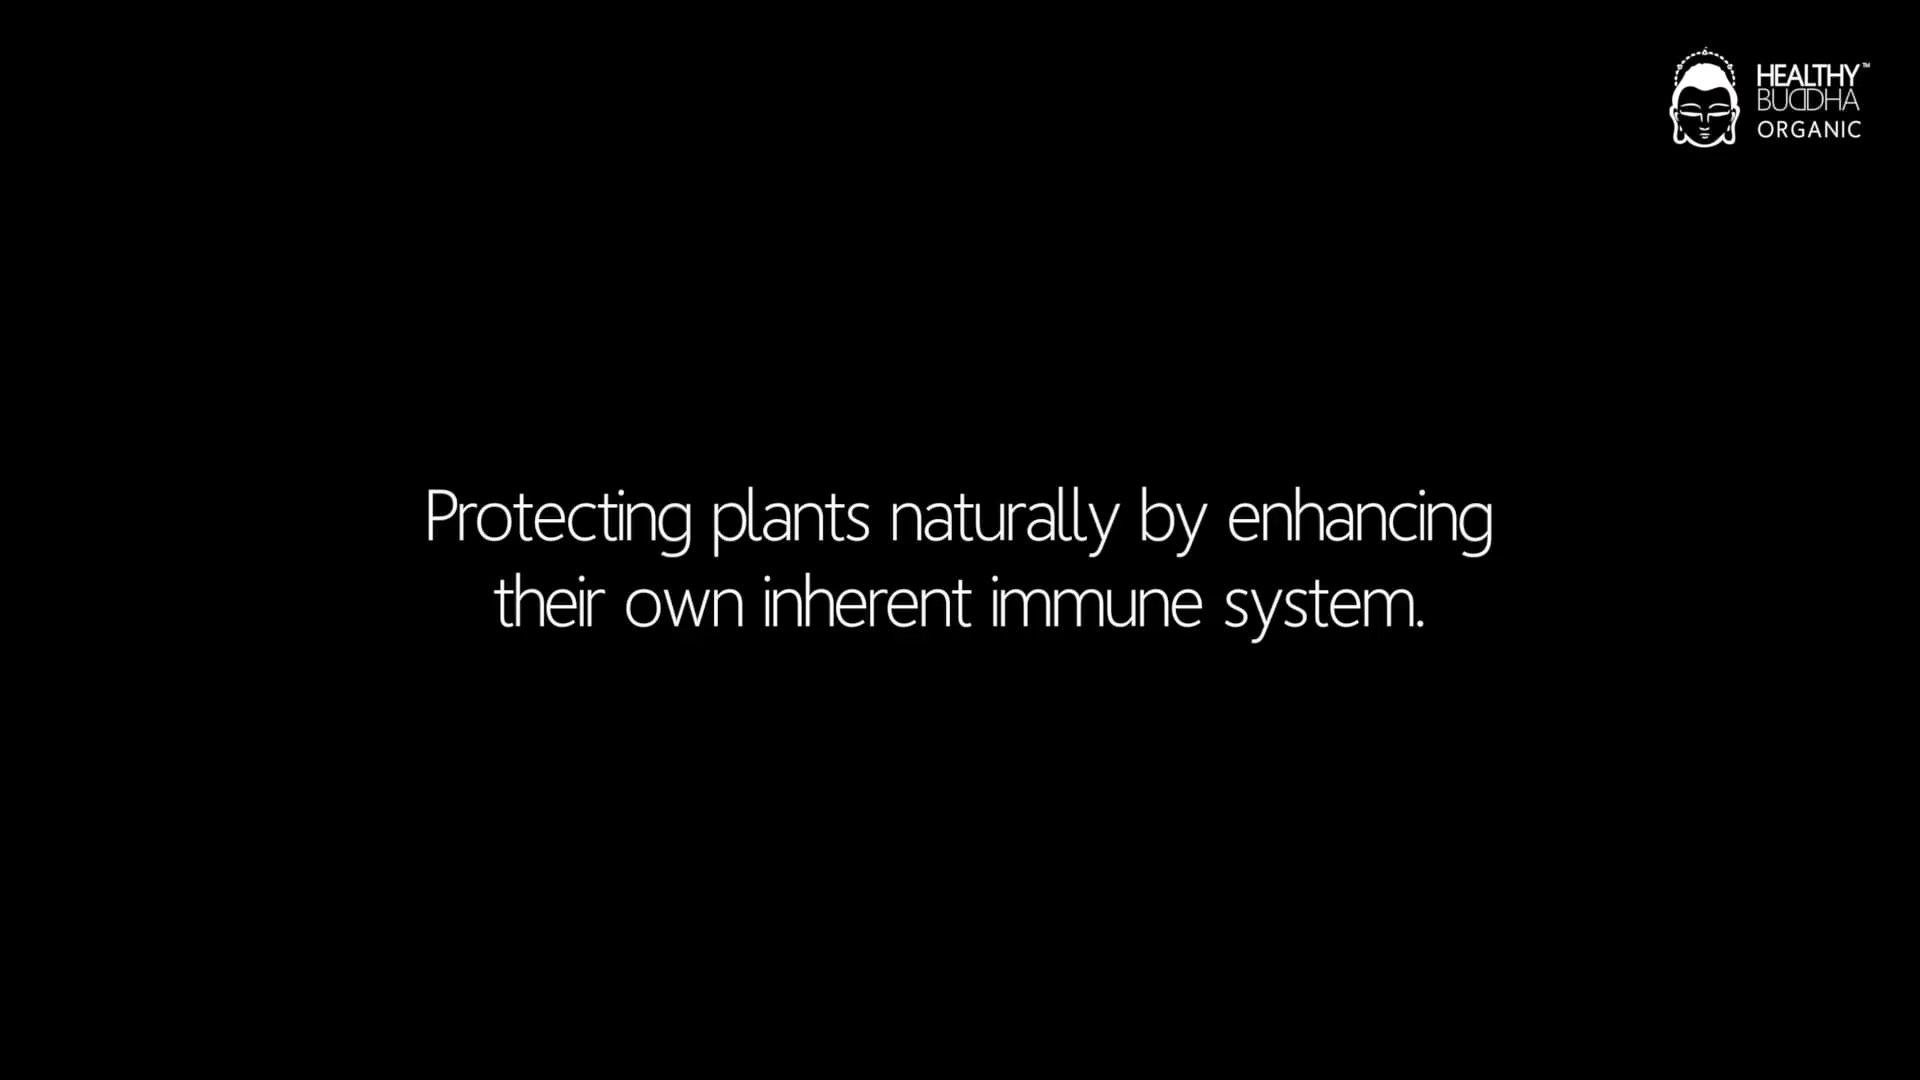 HEALTHY™
BUDDHA
ORGANIC
Protecting plants naturally by enhancing
their own inherent immune system.